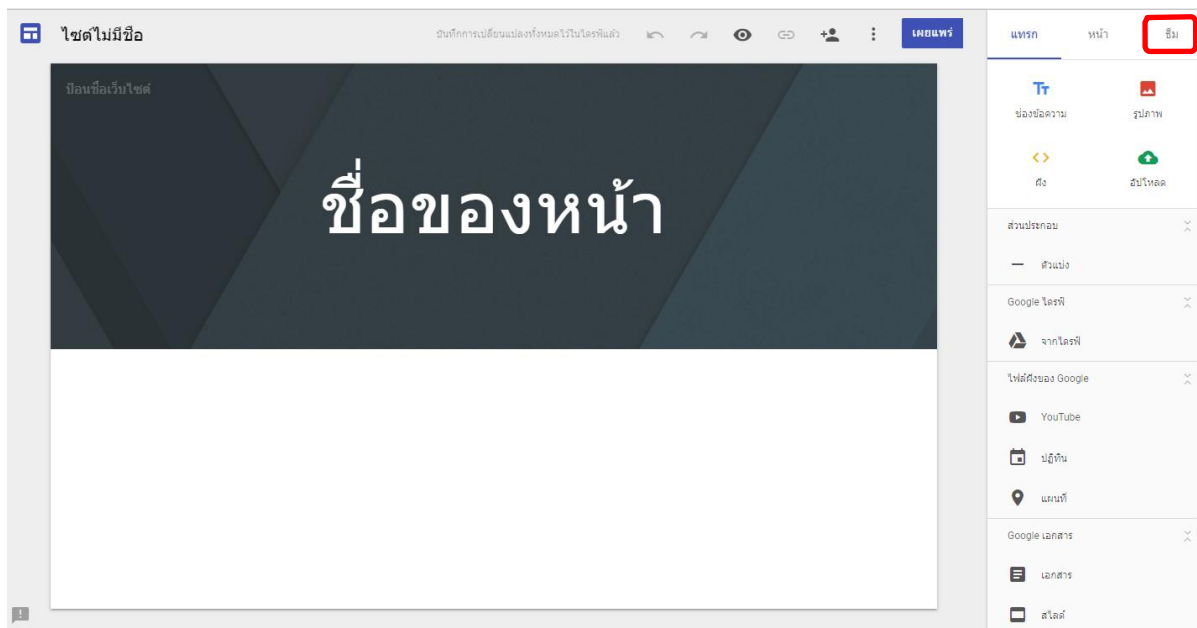 ไซต์ไม่มีชื่อ
บันทึกการเปลี่ยนแปลงทั้งหมดไว้ในไดรฟ์แล้ว
เผยแพร่
แทรก หน้า ธีม
ป้อนชื่อเว็บไซต์
ชื่อของหน้า
Tт
ช่องข้อความ รูปภาพ
ฝัง อัปโหลด
ส่วนประกอบ
ตัวแบ่ง
Google ไดรฟ์
จากไดรฟ์
ไฟล์ฝังของ Google
YouTube
ปฏิทิน
แผนที่
Google เอกสาร
เอกสาร
สไลด์